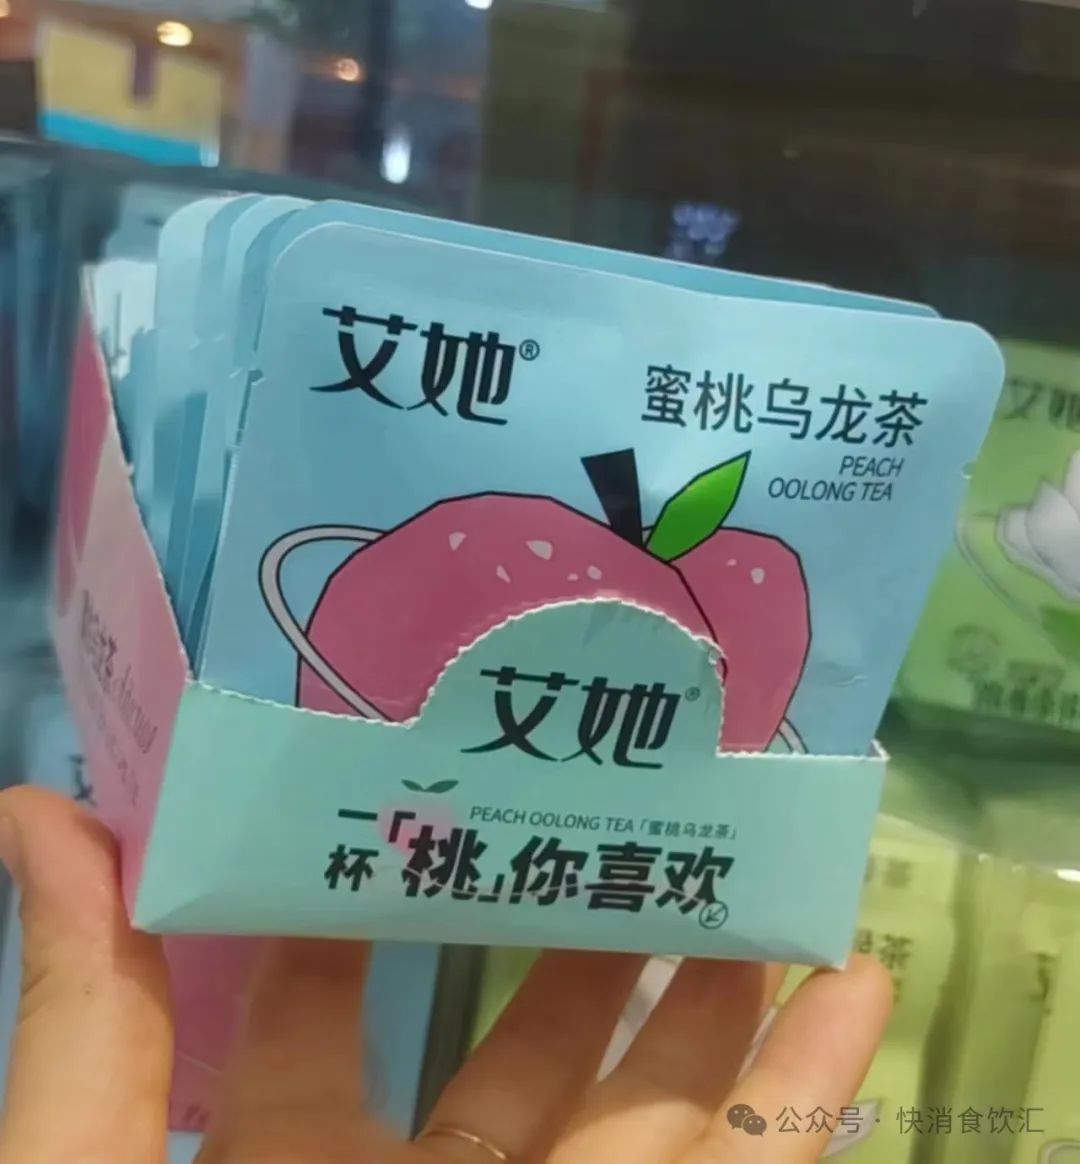 艾她®
蜜桃乌龙茶
PEACH
OOLONG TEA
艾她®
PEACH OOLONG TEA「蜜桃乌龙茶」
一杯「桃」你喜欢
公众号 · 快消食饮汇